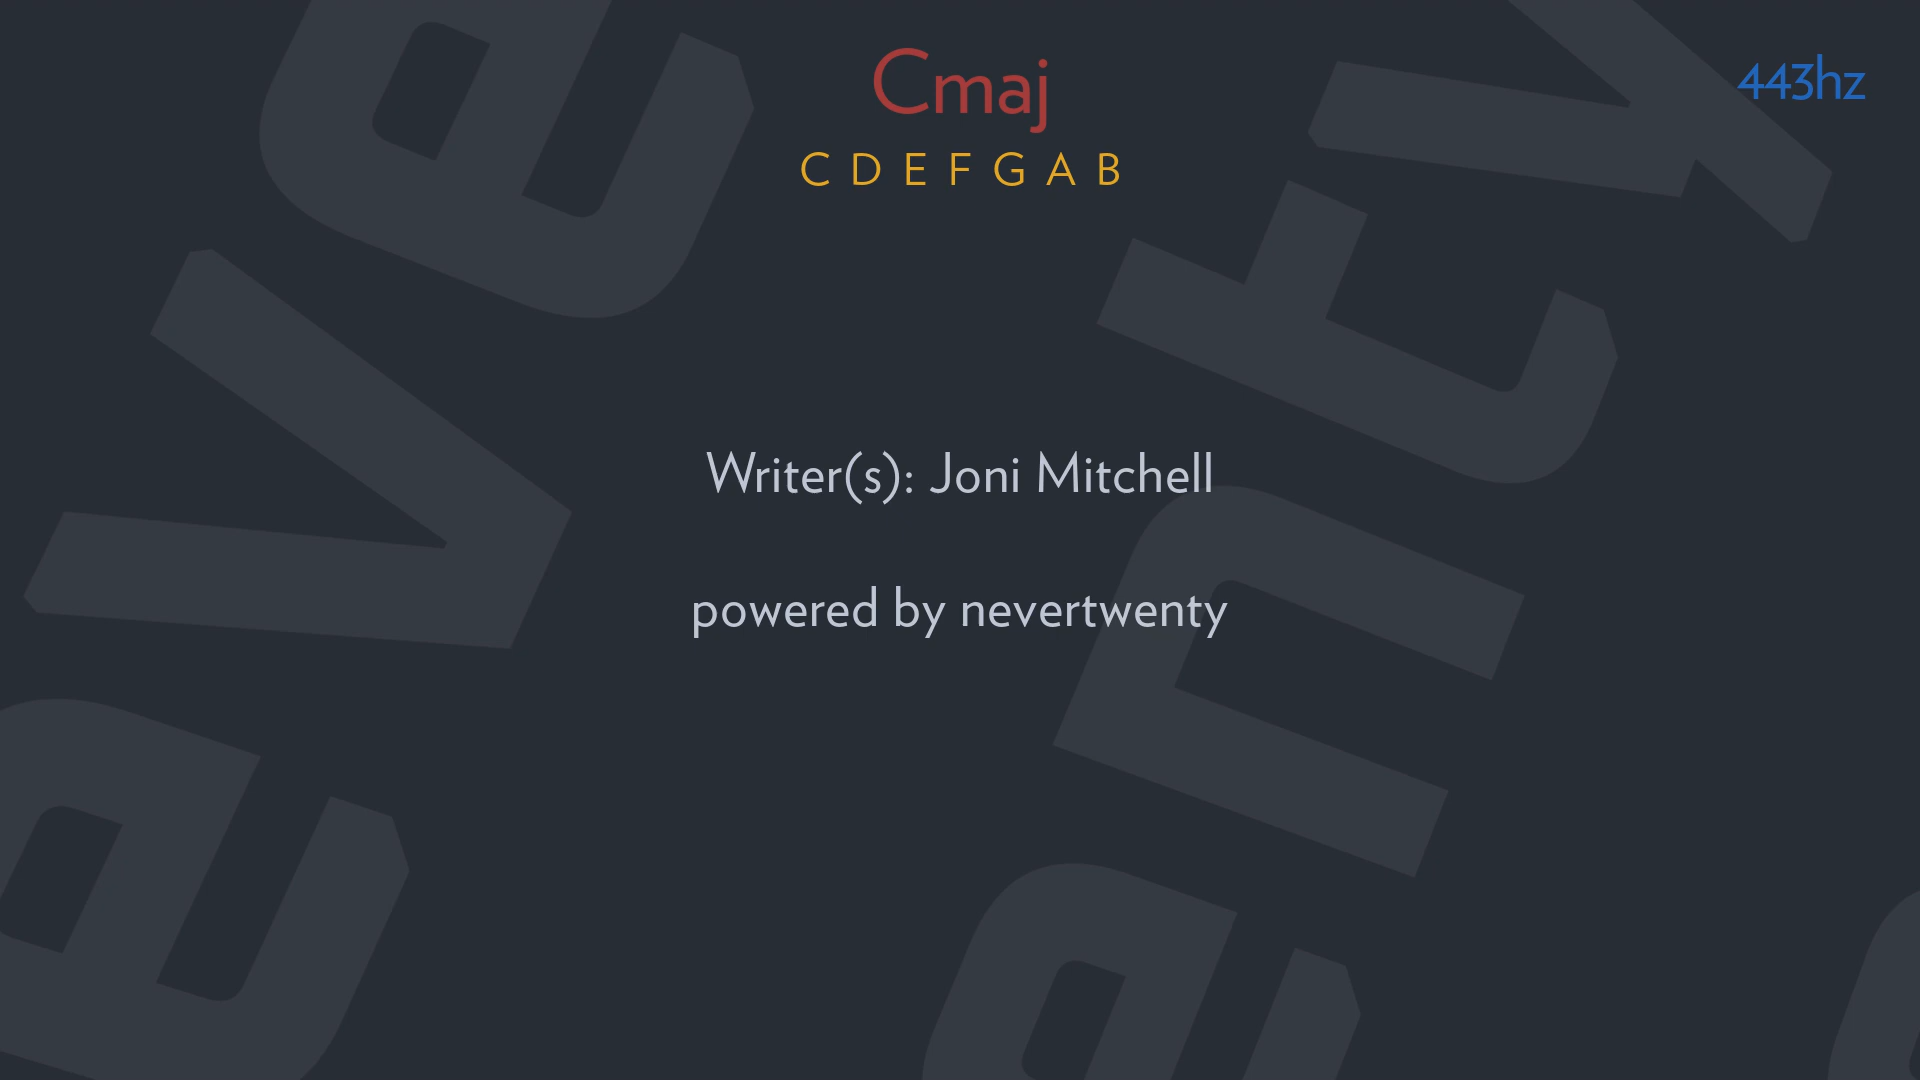 Cmaj
443hz
C D E F G A B
Writer(s): Joni Mitchell
powered by nevertwenty